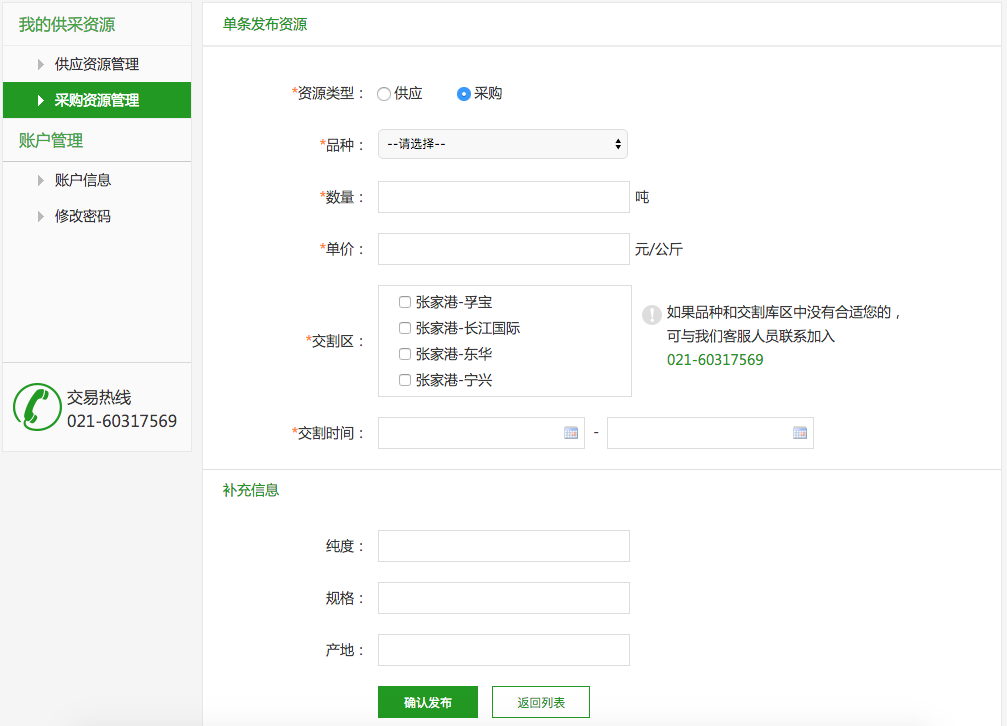 我的供采资源
供应资源管理
采购资源管理
账户管理
账户信息
修改密码
交易热线
021-60317569
单条发布资源
*资源类型： 供应 采购
*品种： --请选择--
*数量： 吨
*单价： 元/公斤
*交割区：
张家港-孚宝
张家港-长江国际
张家港-东华
张家港-宁兴
如果品种和交割库区中没有合适您的，
可与我们客服人员联系加入
021-60317569
*交割时间： -
补充信息
纯度：
规格：
产地：
确认发布 返回列表